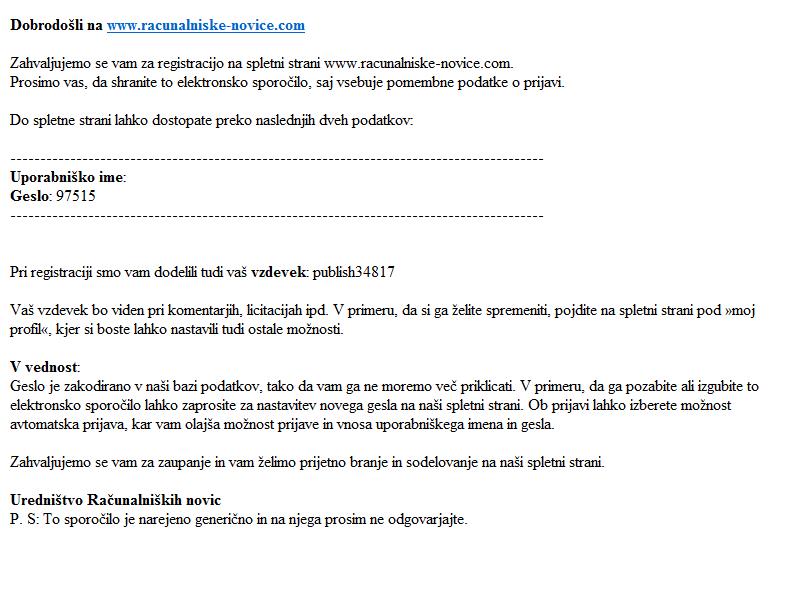 Dobrodošli na www.racunalniske-novice.com
Zahvaljujemo se vam za registracijo na spletni strani www.racunalniske-novice.com.
Prosimo vas, da shranite to elektronsko sporočilo, saj vsebuje pomembne podatke o prijavi.
Do spletne strani lahko dostopate preko naslednjih dveh podatkov:
-----------------------------------------------------------------------------------------
Uporabniško ime:
Geslo: 97515
-----------------------------------------------------------------------------------------
Pri registraciji smo vam dodelili tudi vaš vzdevek: publish34817
Vaš vzdevek bo viden pri komentarjih, licitacijah ipd. V primeru, da si ga želite spremeniti, pojdite na spletni strani pod »moj
profil«, kjer si boste lahko nastavili tudi ostale možnosti.
V vednost:
Geslo je zakodirano v naši bazi podatkov, tako da vam ga ne moremo več priklicati. V primeru, da ga pozabite ali izgubite to
elektronsko sporočilo lahko zaprosite za nastavitev novega gesla na naši spletni strani. Ob prijavi lahko izberete možnost
avtomatska prijava, kar vam olajša možnost prijave in vnosa uporabniškega imena in gesla.
Zahvaljujemo se vam za zaupanje in vam želimo prijetno branje in sodelovanje na naši spletni strani.
Uredništvo Računalniških novic
P. S: To sporočilo je narejeno generično in na njega prosim ne odgovarjajte.